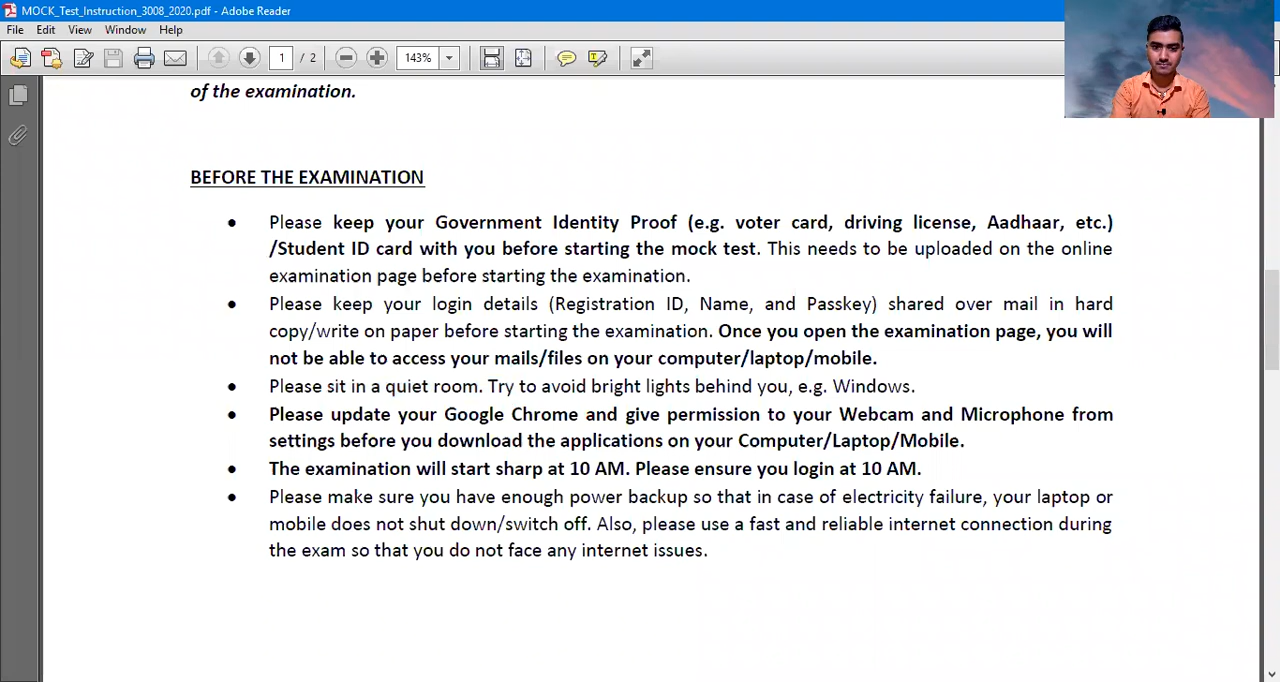 MOCK_Test_Instruction_3008_2020.pdf - Adobe Reader
File Edit View Window Help
1 / 2 143%
of the examination.
BEFORE THE EXAMINATION
• Please keep your Government Identity Proof (e.g. voter card, driving license, Aadhaar, etc.)
/Student ID card with you before starting the mock test. This needs to be uploaded on the online
examination page before starting the examination.
• Please keep your login details (Registration ID, Name, and Passkey) shared over mail in hard
copy/write on paper before starting the examination. Once you open the examination page, you will
not be able to access your mails/files on your computer/laptop/mobile.
• Please sit in a quiet room. Try to avoid bright lights behind you, e.g. Windows.
• Please update your Google Chrome and give permission to your Webcam and Microphone from
settings before you download the applications on your Computer/Laptop/Mobile.
• The examination will start sharp at 10 AM. Please ensure you login at 10 AM.
• Please make sure you have enough power backup so that in case of electricity failure, your laptop or
mobile does not shut down/switch off. Also, please use a fast and reliable internet connection during
the exam so that you do not face any internet issues.